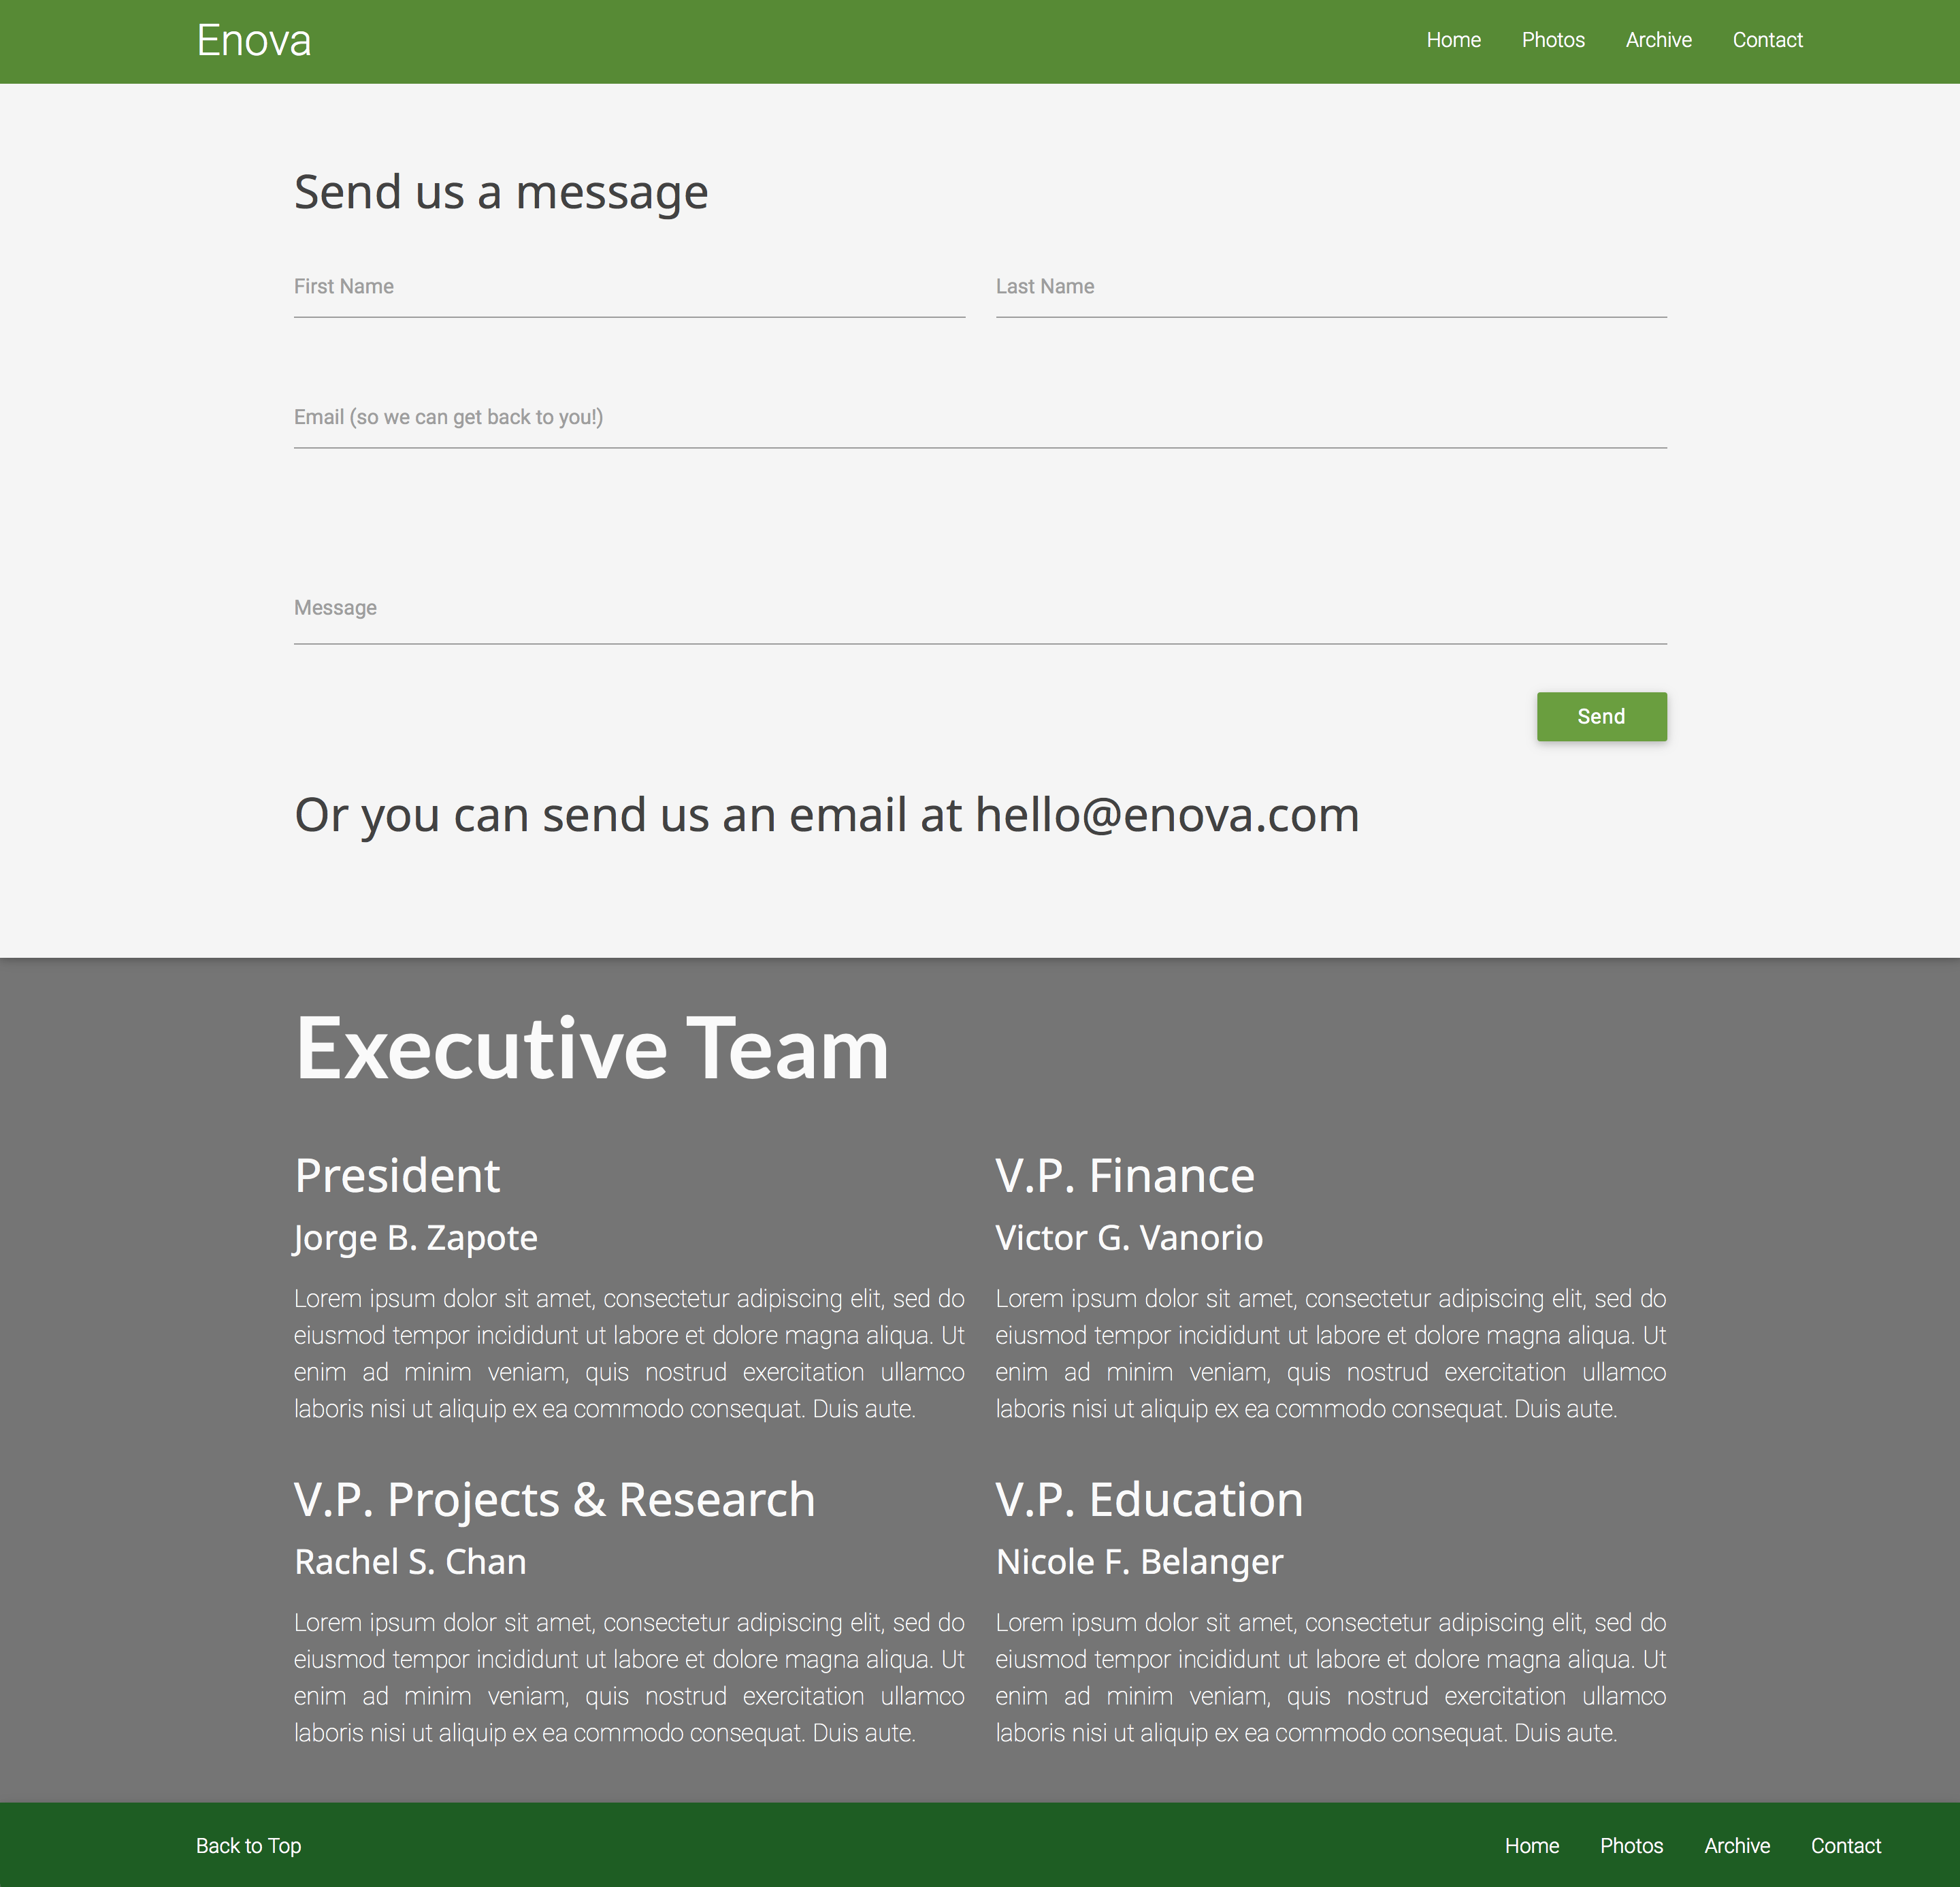 Enova
Home Photos Archive Contact
Send us a message
First Name
Last Name
Email (so we can get back to you!)
Message
Send
Or you can send us an email at hello@enova.com
Executive Team
President
Jorge B. Zapote
Lorem ipsum dolor sit amet, consectetur adipiscing elit, sed do
eiusmod tempor incididunt ut labore et dolore magna aliqua. Ut
enim ad minim veniam, quis nostrud exercitation ullamco
laboris nisi ut aliquip ex ea commodo consequat. Duis aute.
V.P. Finance
Victor G. Vanorio
Lorem ipsum dolor sit amet, consectetur adipiscing elit, sed do
eiusmod tempor incididunt ut labore et dolore magna aliqua. Ut
enim ad minim veniam, quis nostrud exercitation ullamco
laboris nisi ut aliquip ex ea commodo consequat. Duis aute.
V.P. Projects & Research
Rachel S. Chan
Lorem ipsum dolor sit amet, consectetur adipiscing elit, sed do
eiusmod tempor incididunt ut labore et dolore magna aliqua. Ut
enim ad minim veniam, quis nostrud exercitation ullamco
laboris nisi ut aliquip ex ea commodo consequat. Duis aute.
V.P. Education
Nicole F. Belanger
Lorem ipsum dolor sit amet, consectetur adipiscing elit, sed do
eiusmod tempor incididunt ut labore et dolore magna aliqua. Ut
enim ad minim veniam, quis nostrud exercitation ullamco
laboris nisi ut aliquip ex ea commodo consequat. Duis aute.
Back to Top
Home Photos Archive Contact